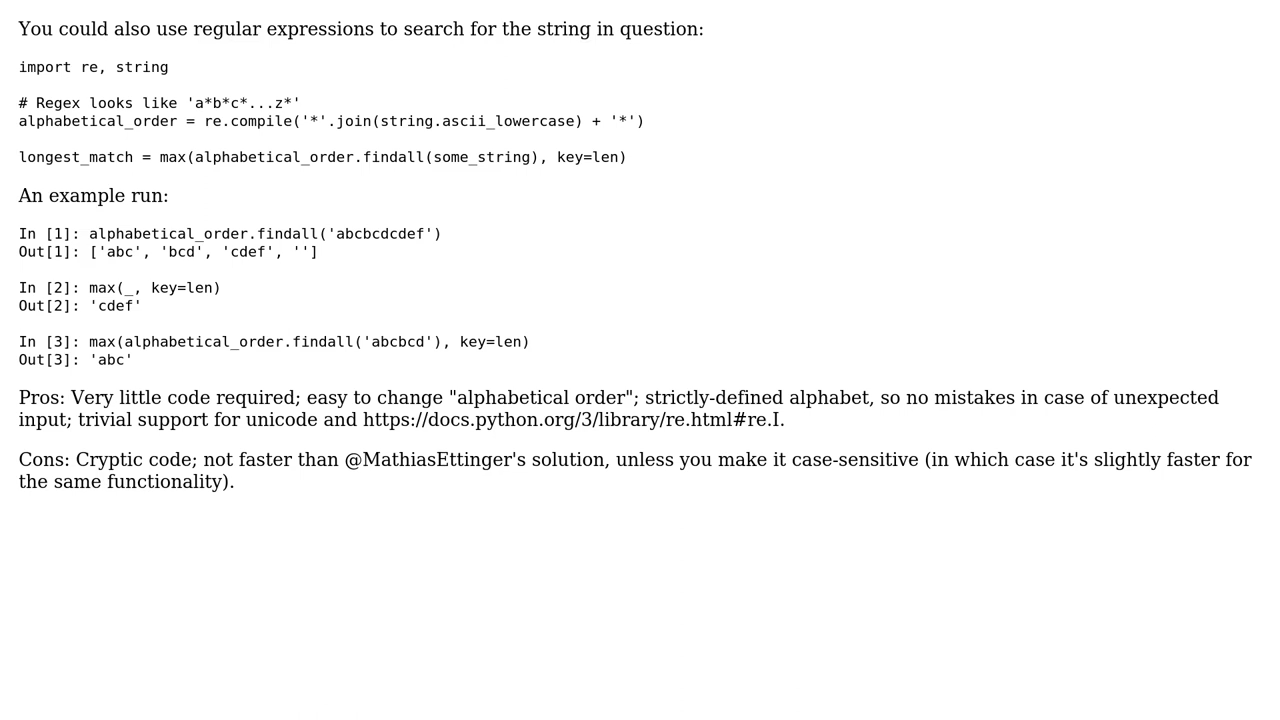 You could also use regular expressions to search for the string in question:
import re, string
# Regex looks like 'a*b*c*...z*'
alphabetical_order = re.compile('*'.join(string.ascii_lowercase) + '*')
longest_match = max(alphabetical_order.findall(some_string), key=len)
An example run:
In [1]: alphabetical_order.findall('abcbcdcdef')
Out[1]: ['abc', 'bcd', 'cdef', '']
In [2]: max(_, key=len)
Out[2]: 'cdef'
In [3]: max(alphabetical_order.findall('abcbcd'), key=len)
Out[3]: 'abc'
Pros: Very little code required; easy to change "alphabetical order"; strictly-defined alphabet, so no mistakes in case of unexpected
input; trivial support for unicode and https://docs.python.org/3/library/re.html#re.I.
Cons: Cryptic code; not faster than @MathiasEttinger's solution, unless you make it case-sensitive (in which case it's slightly faster for
the same functionality).